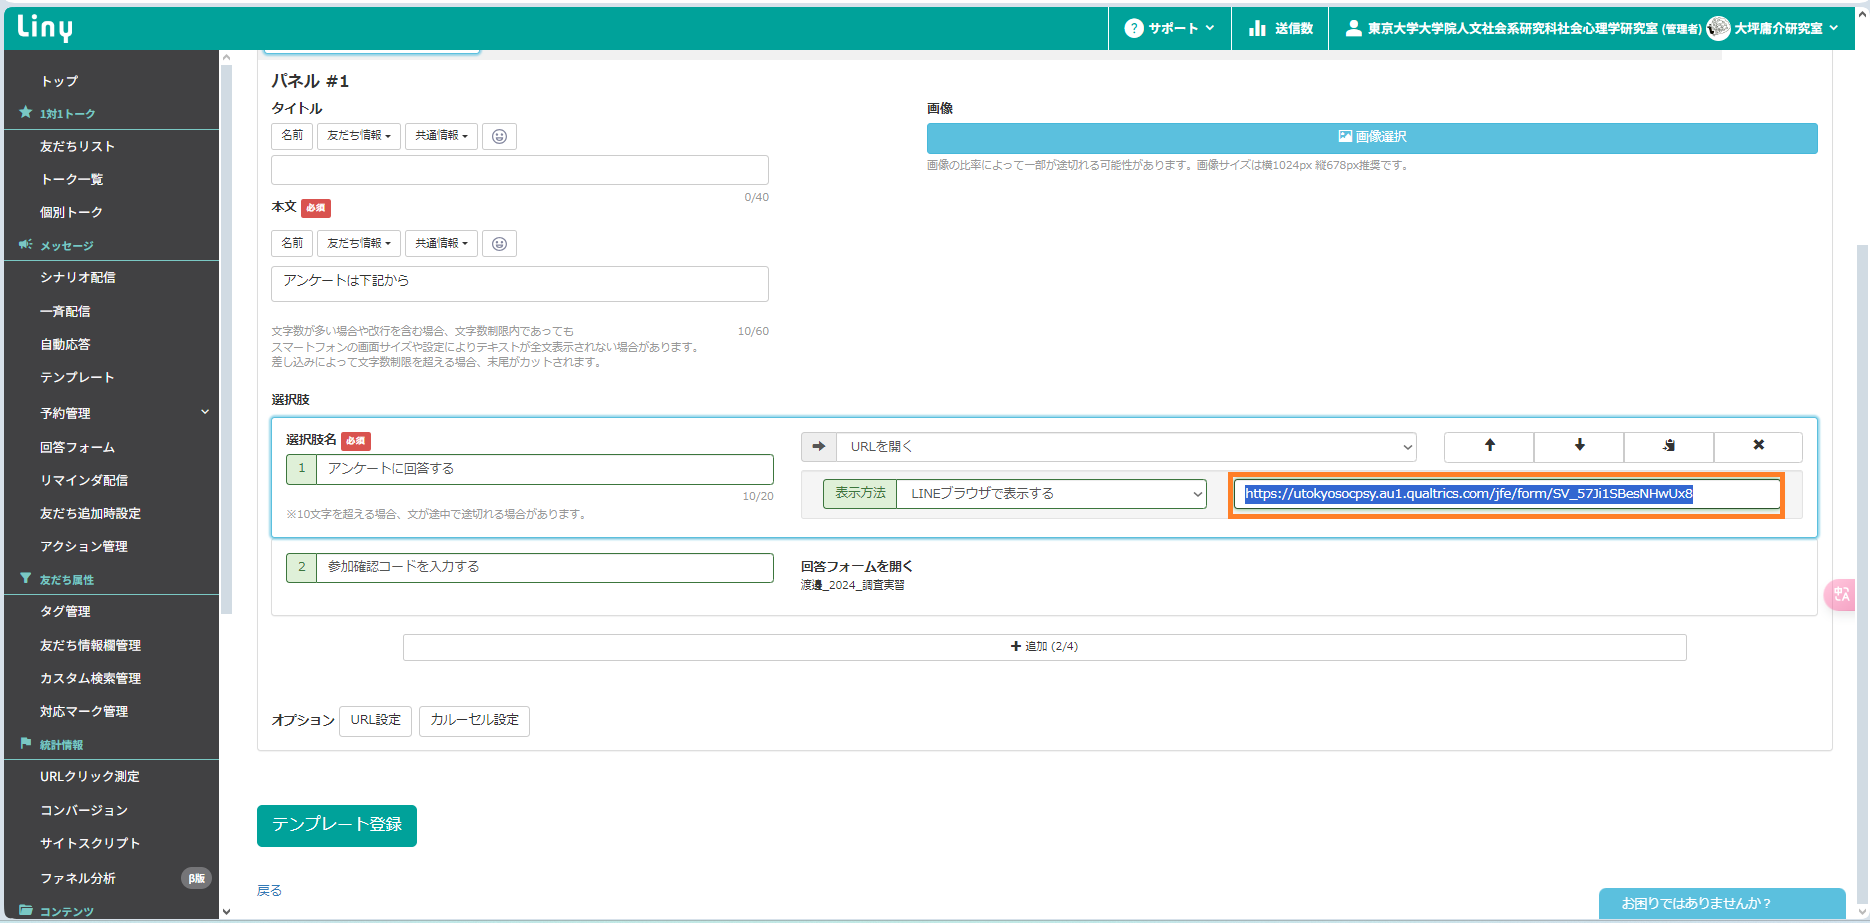 Liny
サポート
送信数
東京大学大学院人文社会系研究科社会心理学研究室 (管理者)
大坪庸介研究室
トップ
1対1トーク
友だちリスト
トーク一覧
個別トーク
メッセージ
シナリオ配信
一斉配信
自動応答
テンプレート
予約管理
回答フォーム
リマインダ配信
友だち追加時設定
アクション管理
友だち属性
タグ管理
友だち情報欄管理
カスタム検索管理
対応マーク管理
統計情報
URLクリック測定
コンバージョン
サイトスクリプト
ファネル分析 β版
コンテンツ
パネル #1
タイトル
名前 友だち情報 共通情報
0/40
本文 必須
名前 友だち情報 共通情報
アンケートは下記から
10/60
文字数が多い場合や改行を含む場合、文字数制限内であっても
スマートフォンの画面サイズや設定によりテキストが全文表示されない場合があります。
差し込みによって文字数制限を超える場合、末尾がカットされます。
画像
画像選択
画像の比率によって一部が途切れる可能性があります。画像サイズは横1024px 縦678px推奨です。
選択肢
選択肢名 必須
1 アンケートに回答する
10/20
※10文字を超える場合、文が途中で途切れる場合があります。
URLを開く
表示方法 LINEブラウザで表示する
https://utokyosocpsy.au1.qualtrics.com/jfe/form/SV_57Ji1SBesNHwUx8
2 参加確認コードを入力する
回答フォームを開く
渡邊_2024_調査実習
追加 (2/4)
オプション URL設定 カルーセル設定
テンプレート登録
戻る
お困りではありませんか？
中文A